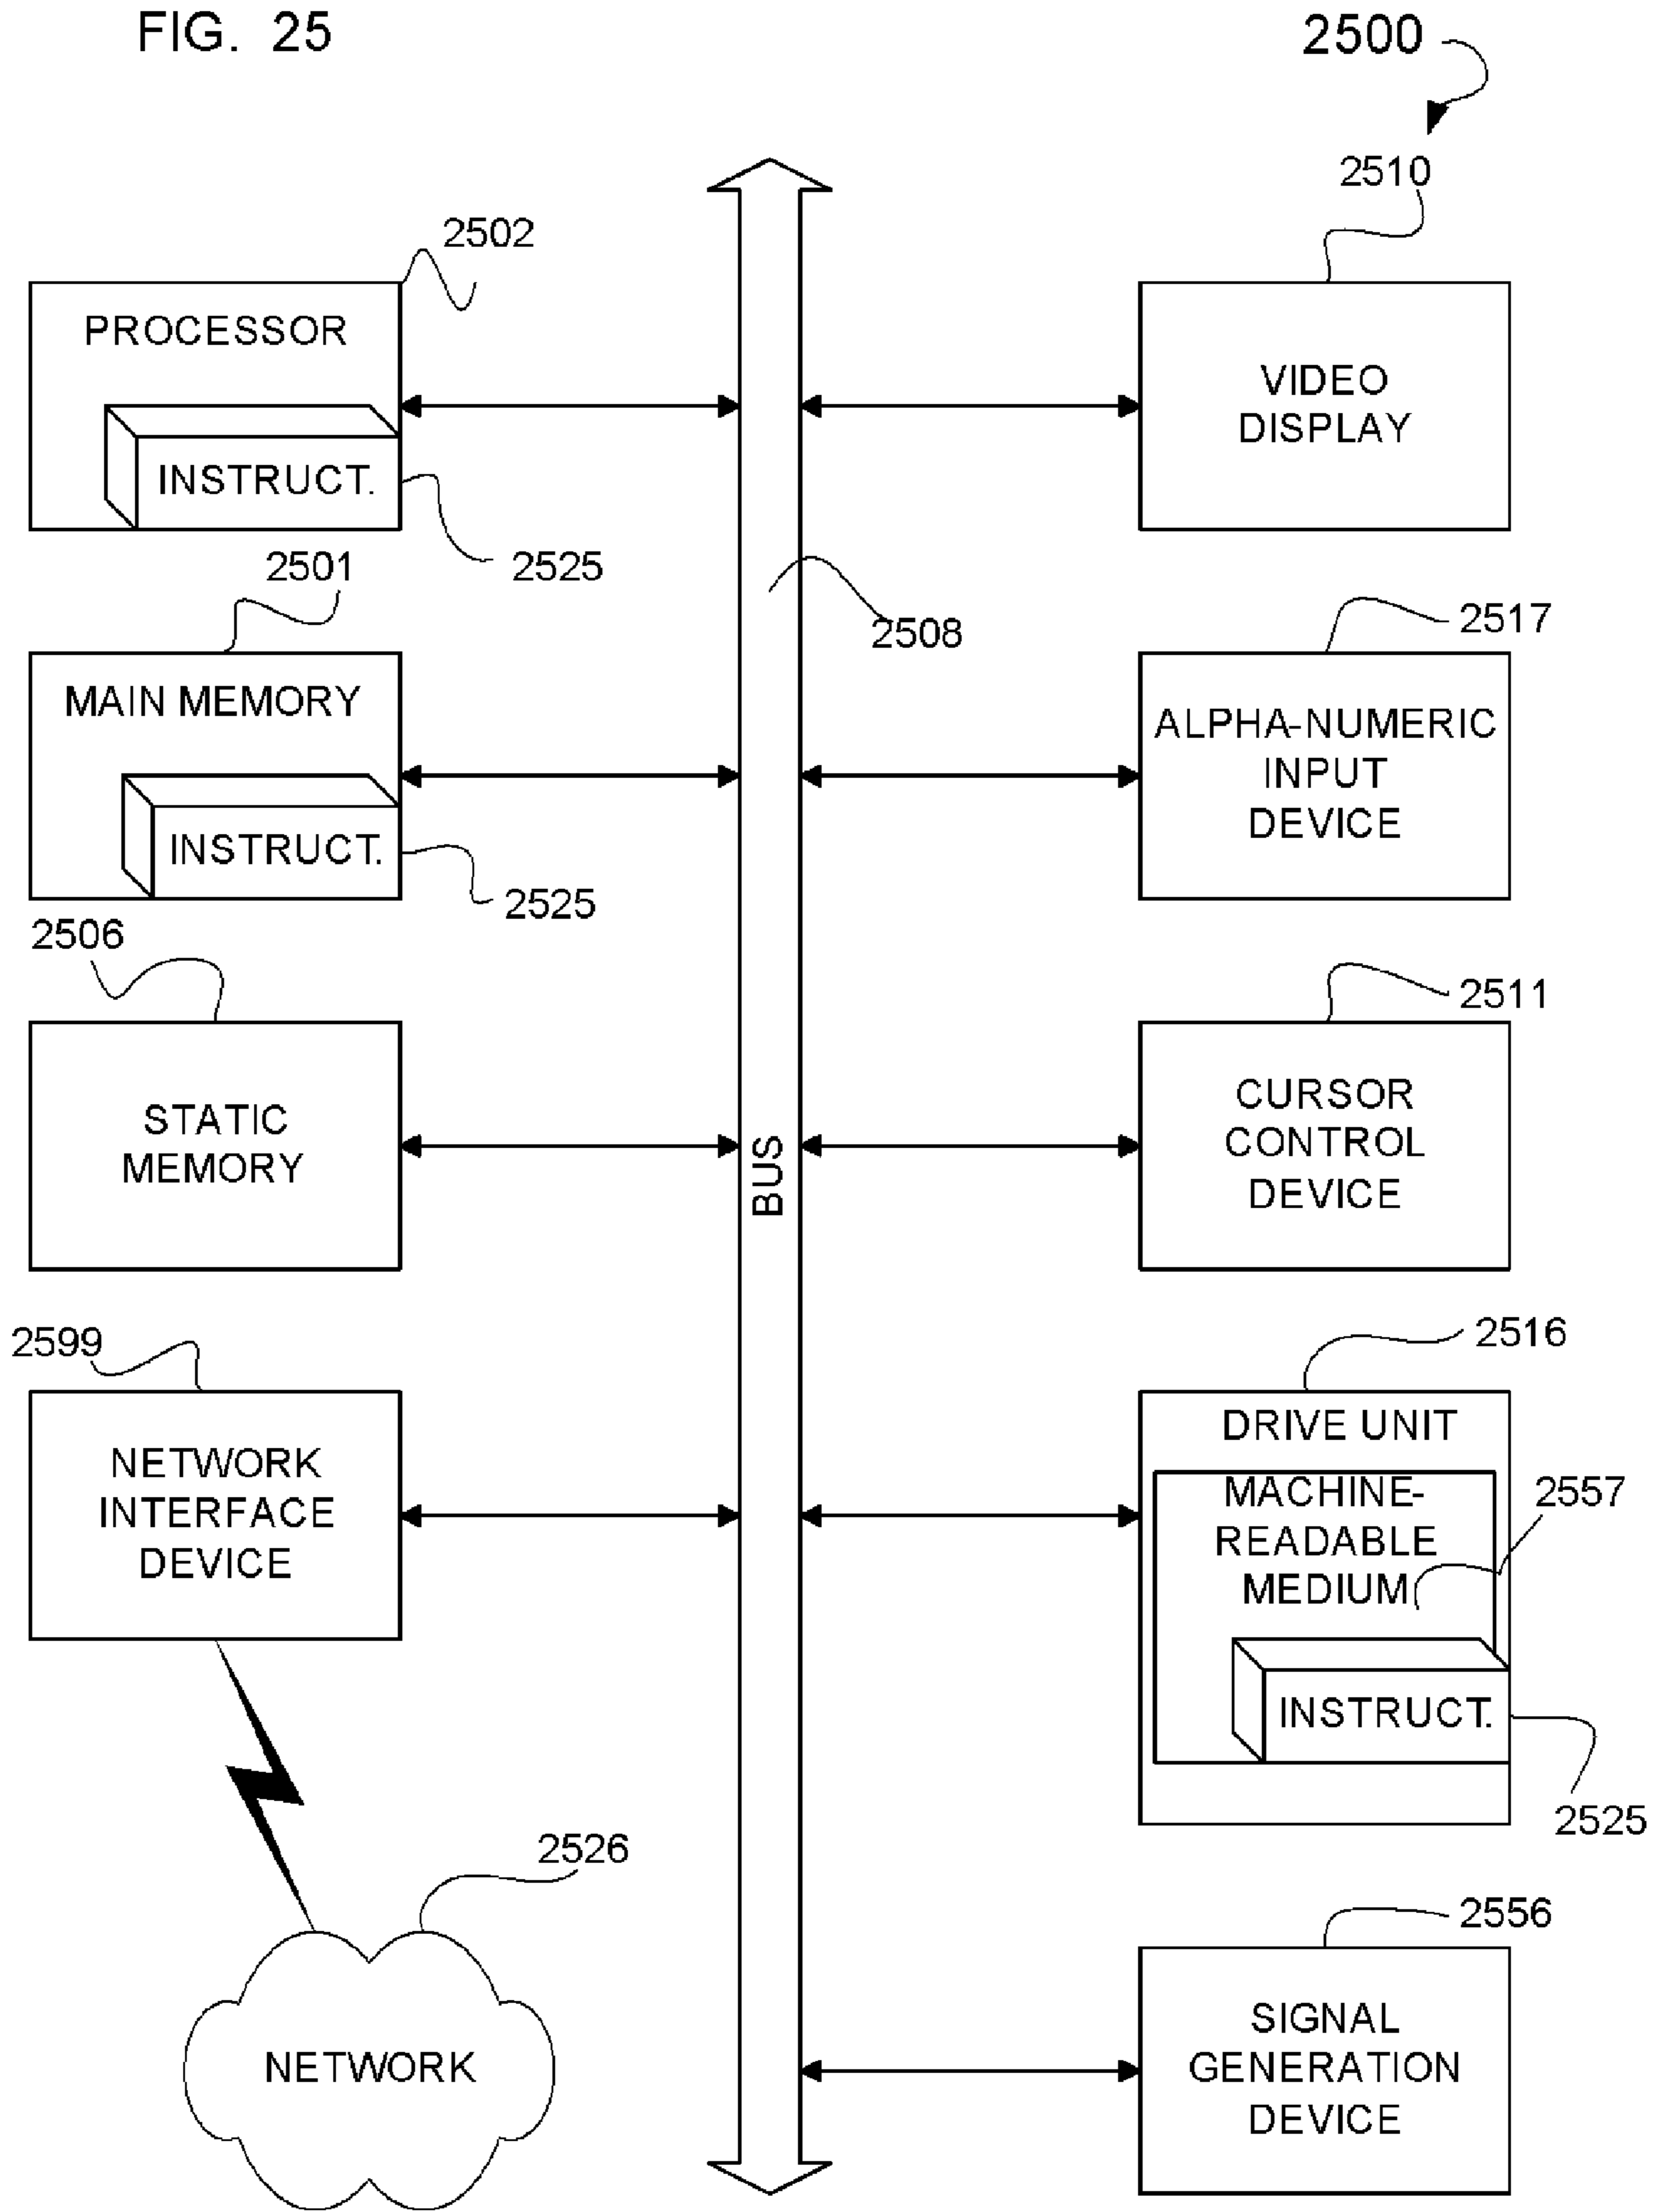 FIG. 25
2500
2510
2502
PROCESSOR
INSTRUCT.
2525
VIDEO
DISPLAY
2501
MAIN MEMORY
INSTRUCT.
2525
2508
2517
ALPHA-NUMERIC
INPUT
DEVICE
2506
STATIC
MEMORY
BUS
2511
CURSOR
CONTROL
DEVICE
2599
NETWORK
INTERFACE
DEVICE
2516
DRIVE UNIT
MACHINE-
READABLE
MEDIUM
2557
INSTRUCT.
2525
2526
NETWORK
2556
SIGNAL
GENERATION
DEVICE